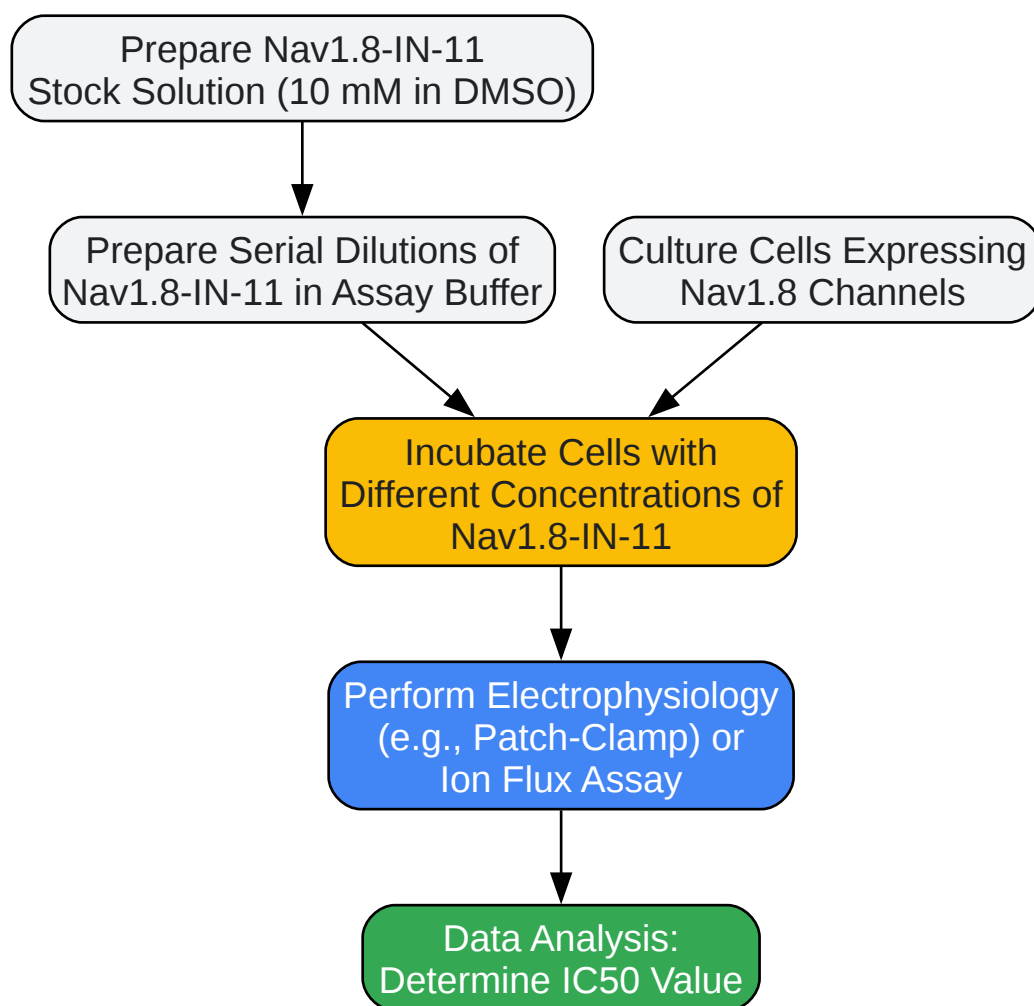 Prepare Nav1.8-IN-11
Stock Solution (10 mM in DMSO)
Prepare Serial Dilutions of
Nav1.8-IN-11 in Assay Buffer
Culture Cells Expressing
Nav1.8 Channels
Incubate Cells with
Different Concentrations of
Nav1.8-IN-11
Perform Electrophysiology
(e.g., Patch-Clamp) or
Ion Flux Assay
Data Analysis:
Determine IC50 Value